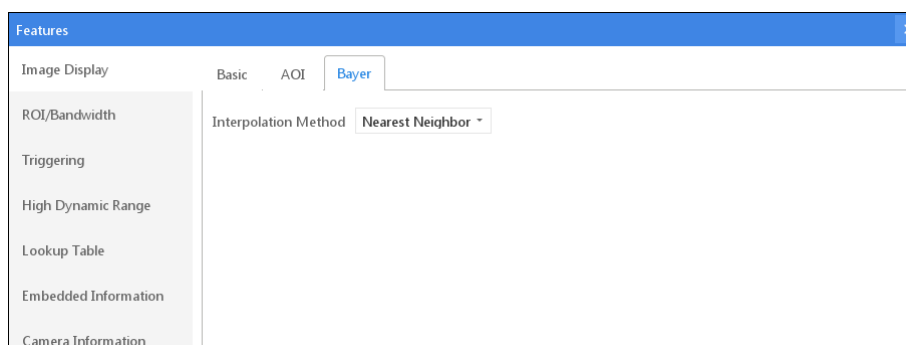 Features
Image Display
Basic AOI Bayer
ROI/Bandwidth
Interpolation Method Nearest Neighbor
Triggering
High Dynamic Range
Lookup Table
Embedded Information
Camera Information